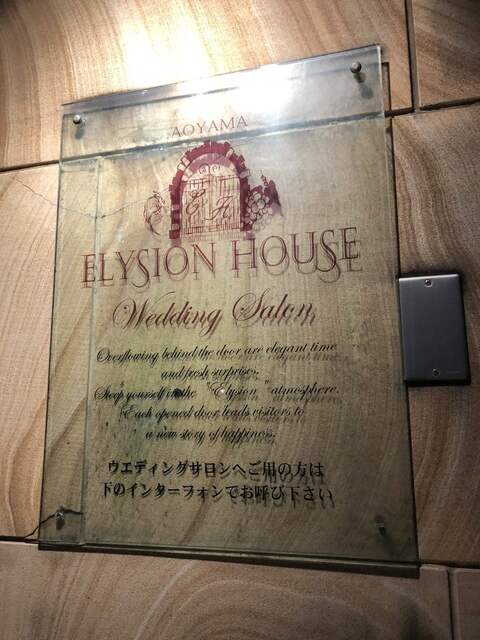 AOYAMA
E H
ELYSION HOUSE
Wedding Salon
Overflowing behind the door are elegant time
and fresh surprises.
Steep yourself in the "Elysion" atmosphere.
Each opened door leads visitors to
a new story of happiness.
ウエディングサロンへご用の方は
下のインターフォンでお呼び下さい